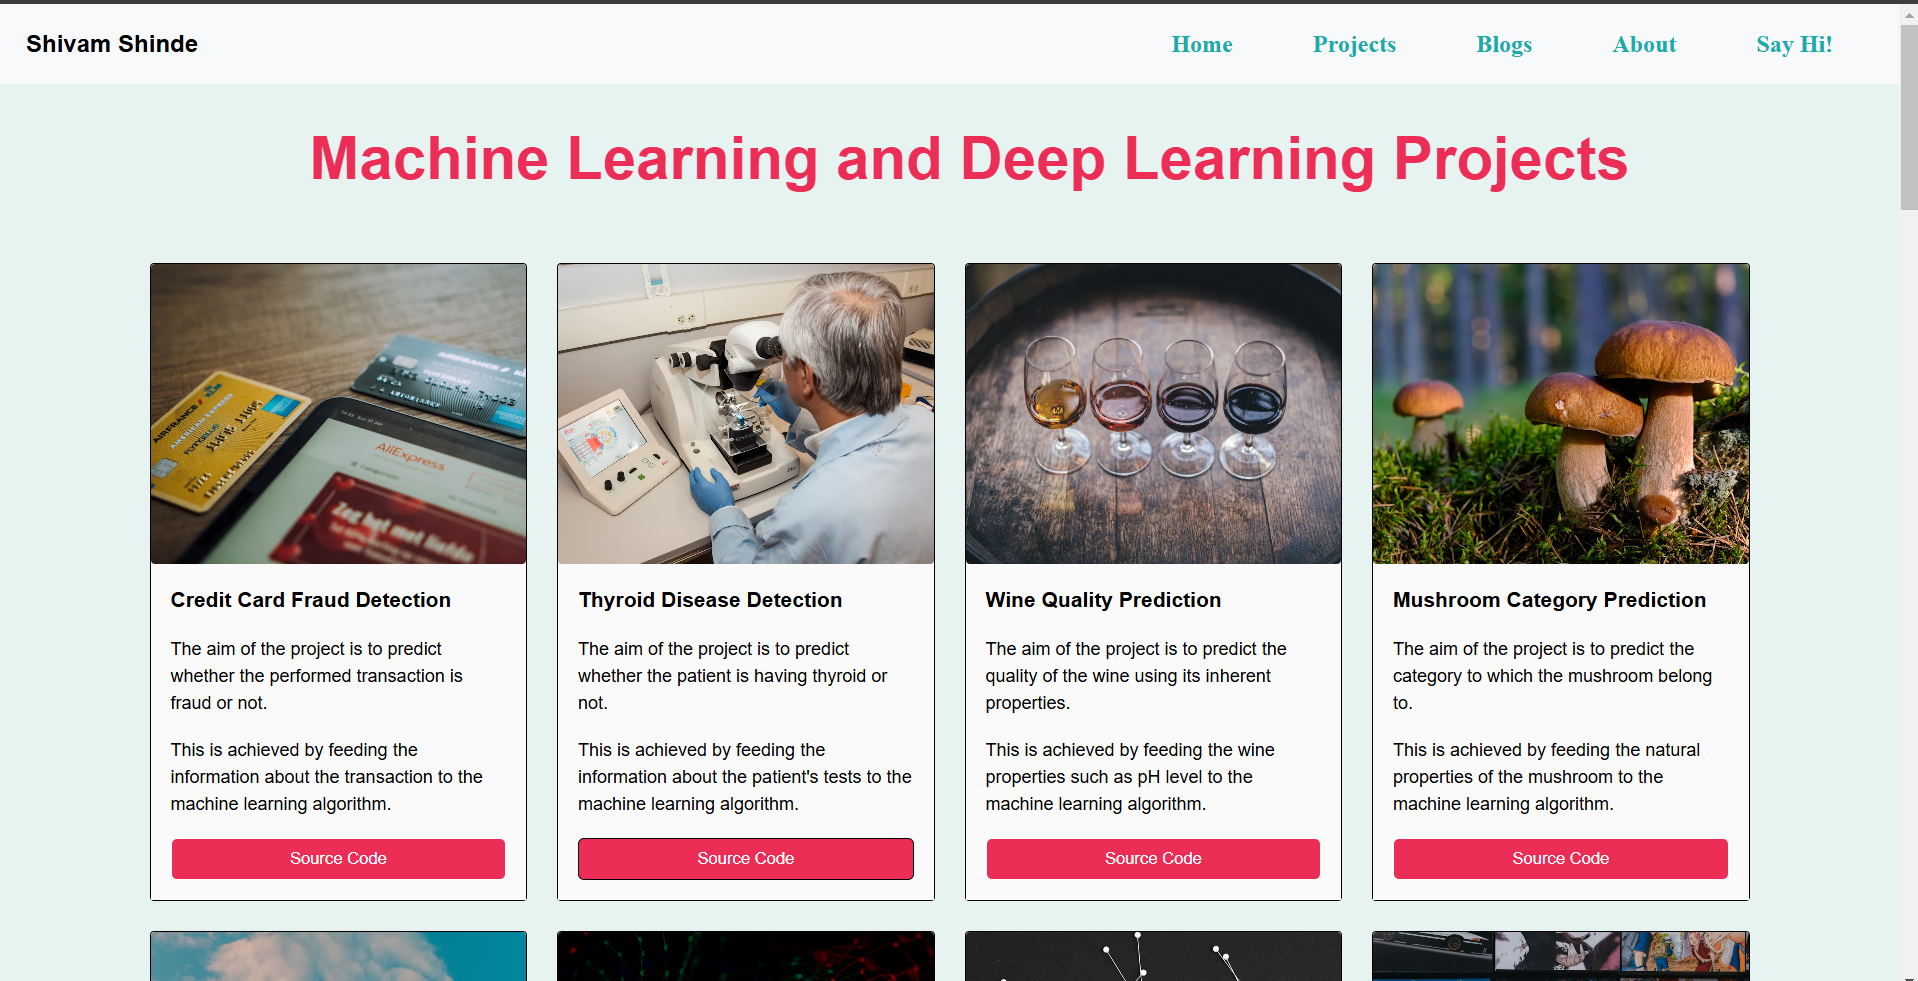 Shivam Shinde
Home Projects Blogs About Say Hi!
Machine Learning and Deep Learning Projects
AliExpress
Zeg het met liefde
Credit Card Fraud Detection
The aim of the project is to predict
whether the performed transaction is
fraud or not.
This is achieved by feeding the
information about the transaction to the
machine learning algorithm.
Source Code
Thyroid Disease Detection
The aim of the project is to predict
whether the patient is having thyroid or
not.
This is achieved by feeding the
information about the patient's tests to the
machine learning algorithm.
Source Code
Wine Quality Prediction
The aim of the project is to predict the
quality of the wine using its inherent
properties.
This is achieved by feeding the wine
properties such as pH level to the
machine learning algorithm.
Source Code
Mushroom Category Prediction
The aim of the project is to predict the
category to which the mushroom belong
to.
This is achieved by feeding the natural
properties of the mushroom to the
machine learning algorithm.
Source Code